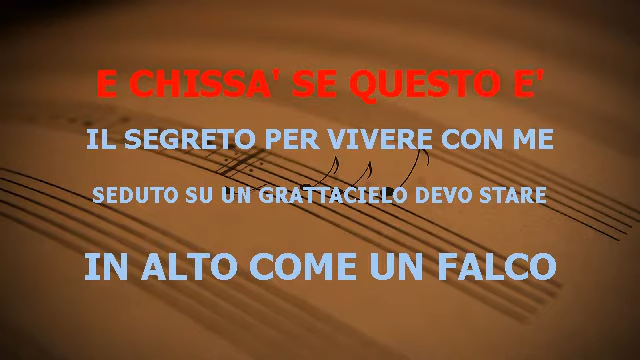 E CHISSA' SE QUESTO E'
IL SEGRETO PER VIVERE CON ME
SEDUTO SU UN GRATTACIELO DEVO STARE
IN ALTO COME UN FALCO